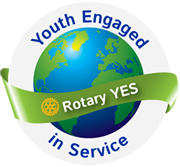 Youth Engaged
Rotary YES
in Service